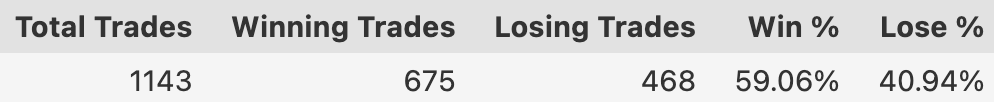 Total Trades Winning Trades Losing Trades Win % Lose %
1143 675 468 59.06% 40.94%